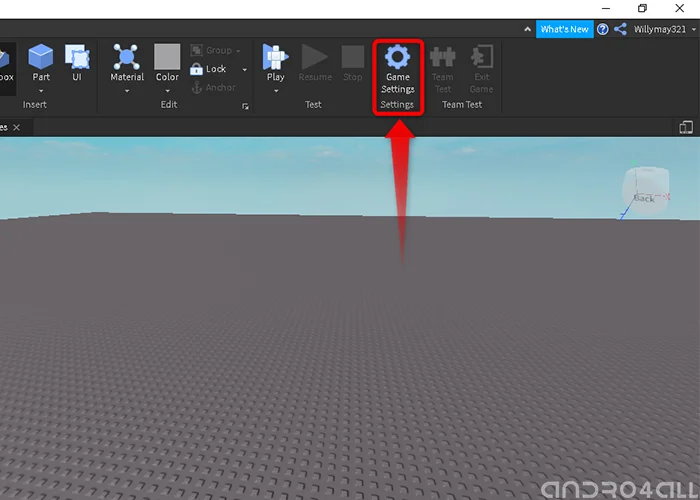 What's New
Willymay321
box
Part
UI
Material
Color
Group
Lock
Anchor
Play
Resume
Stop
Game
Settings
Team
Test
Exit
Game
Insert
Edit
Test
Settings
Team Test
es
Back
ANDRO4ALL